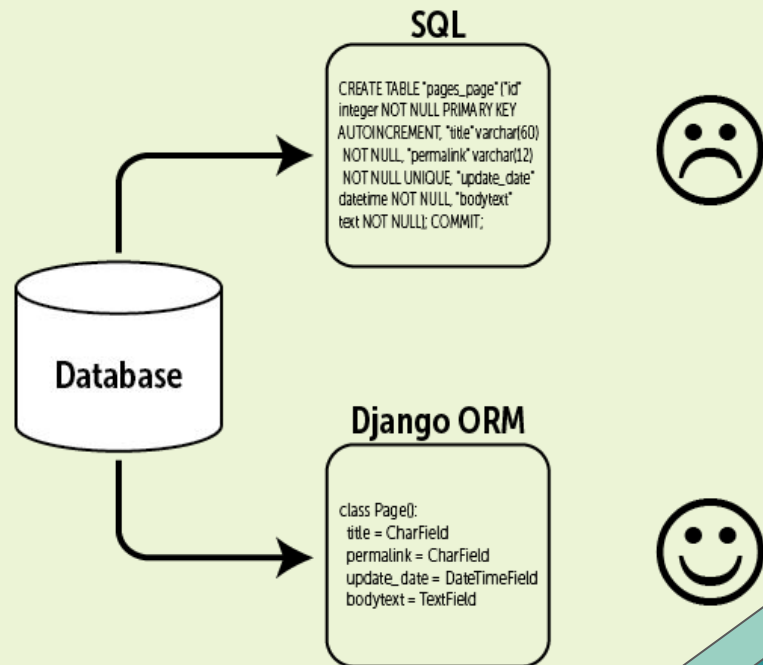 SQL
CREATE TABLE "pages_page" ("id"
integer NOT NULL PRIMARY KEY
AUTOINCREMENT, "title" varchar(60)
NOT NULL, "permalink" varchar(12)
NOT NULL UNIQUE, "update_date"
datetime NOT NULL, "bodytext"
text NOT NULL); COMMIT;
Database
Django ORM
class Page():
title = CharField
permalink = CharField
update_date = DateTimeField
bodytext = TextField